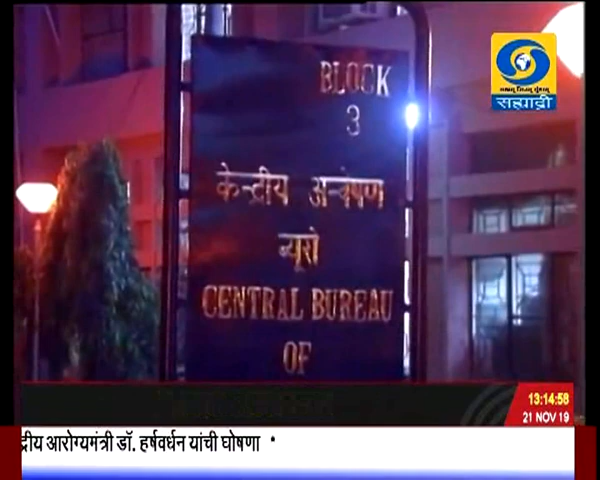 BLOCK
3
केन्द्रीय अन्वेषण
ब्यूरो
CENTRAL BUREAU
OF
सह्याद्री
13:14:58
21 NOV 19
द्रीय आरोग्यमंत्री डॉ. हर्षवर्धन यांची घोषणा